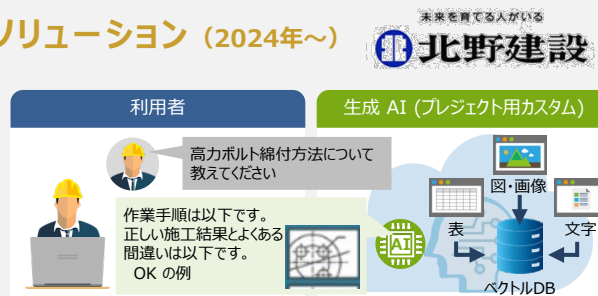 ソリューション（2024年～）
未来を育てる人がいる
北野建設
利用者
生成 AI (プレジェクト用カスタム)
高力ボルト綿付方法について
教えてください
作業手順は以下です。
正しい施工結果とよくある
間違いは以下です。
OK の例
図・画像
表
文字
AI
ベクトルDB